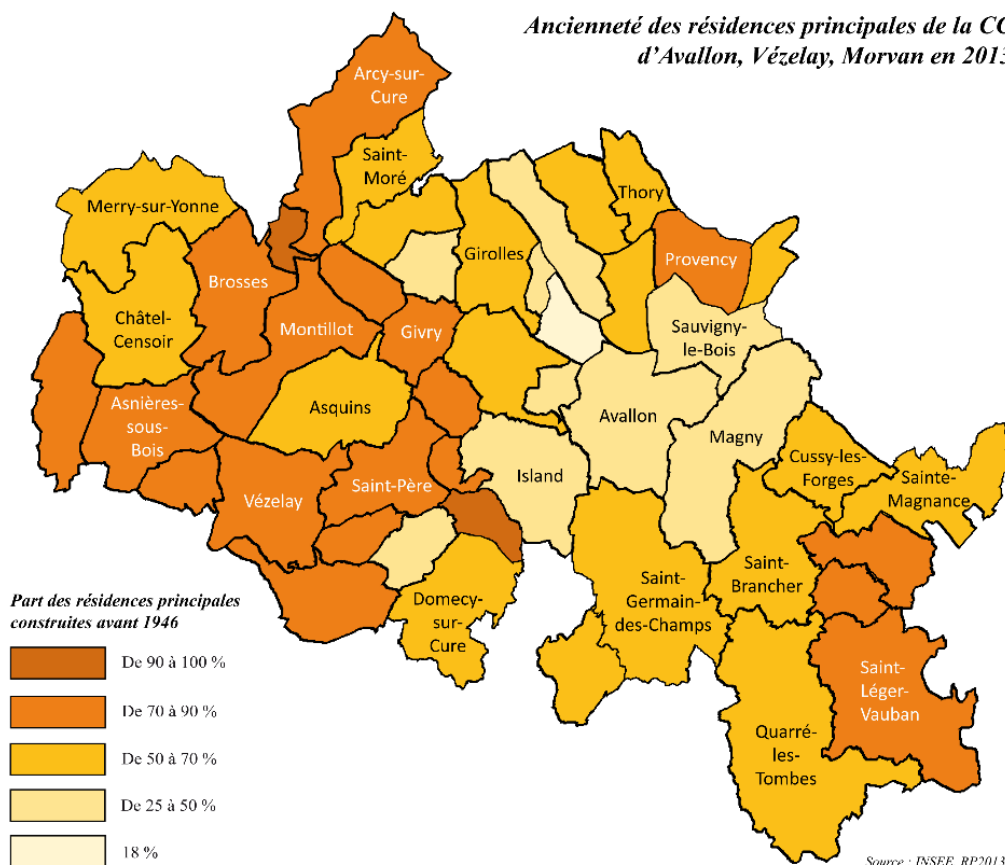 Ancienneté des résidences principales de la CC
d'Avallon, Vézelay, Morvan en 2013
Arcy-sur-
Cure
Saint-
Moré
Thory
Merry-sur-Yonne
Girolles
Provency
Brosses
Châtel-
Censoir
Montillot
Givry
Sauvigny-
le-Bois
Asnières-
sous-
Bois
Asquins
Avallon
Magny
Cussy-les-
Forges
Sainte-
Magnance
Vézelay
Saint-Père
Island
Saint-
Brancher
Saint-
Germain-
des-Champs
Domecy-
sur-
Cure
Saint-
Léger-
Vauban
Quarré-
les-
Tombes
Part des résidences principales
construites avant 1946
De 90 à 100 %
De 70 à 90 %
De 50 à 70 %
De 25 à 50 %
18 %
Source : INSEE, RP2013